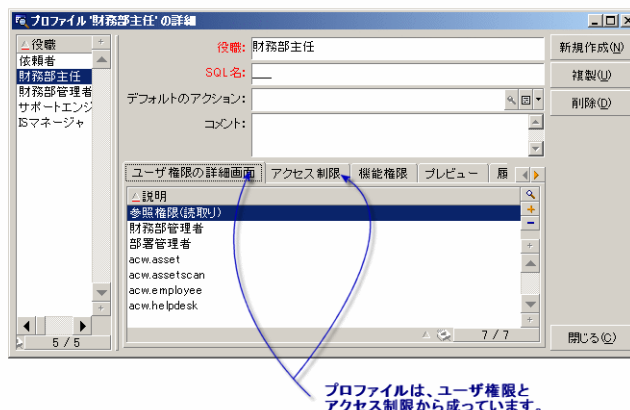 プロファイル '財務部主任' の詳細
役職
依頼者
財務部主任
財務部管理者
サポートエンジ
ISマネージャ
5 / 5
役職: 財務部主任
SQL名: __
デフォルトのアクション:
コメント:
ユーザ権限の詳細画面 アクセス制限 機能権限 プレビュー 履
説明
参照権限(読取り)
財務部管理者
部署管理者
acw.asset
acw.assetscan
acw.employee
acw.helpdesk
7 / 7
新規作成(N)
複製(U)
削除(D)
閉じる(C)
プロファイルは、ユーザ権限と
アクセス制限から成っています。